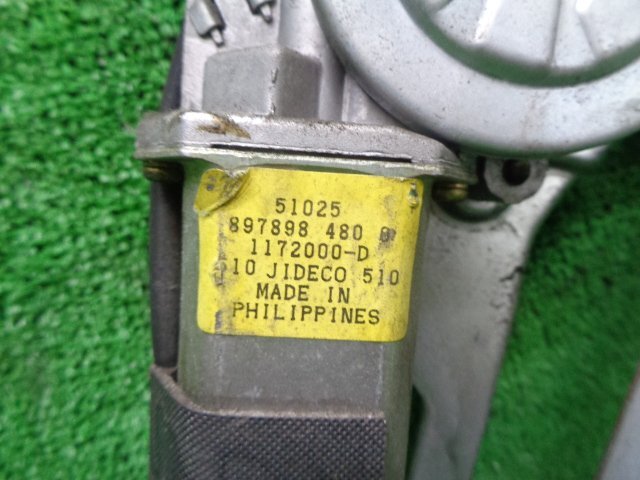 51025
897898 480
1172000-D
10 JIDECO 510
MADE IN
PHILIPPINES